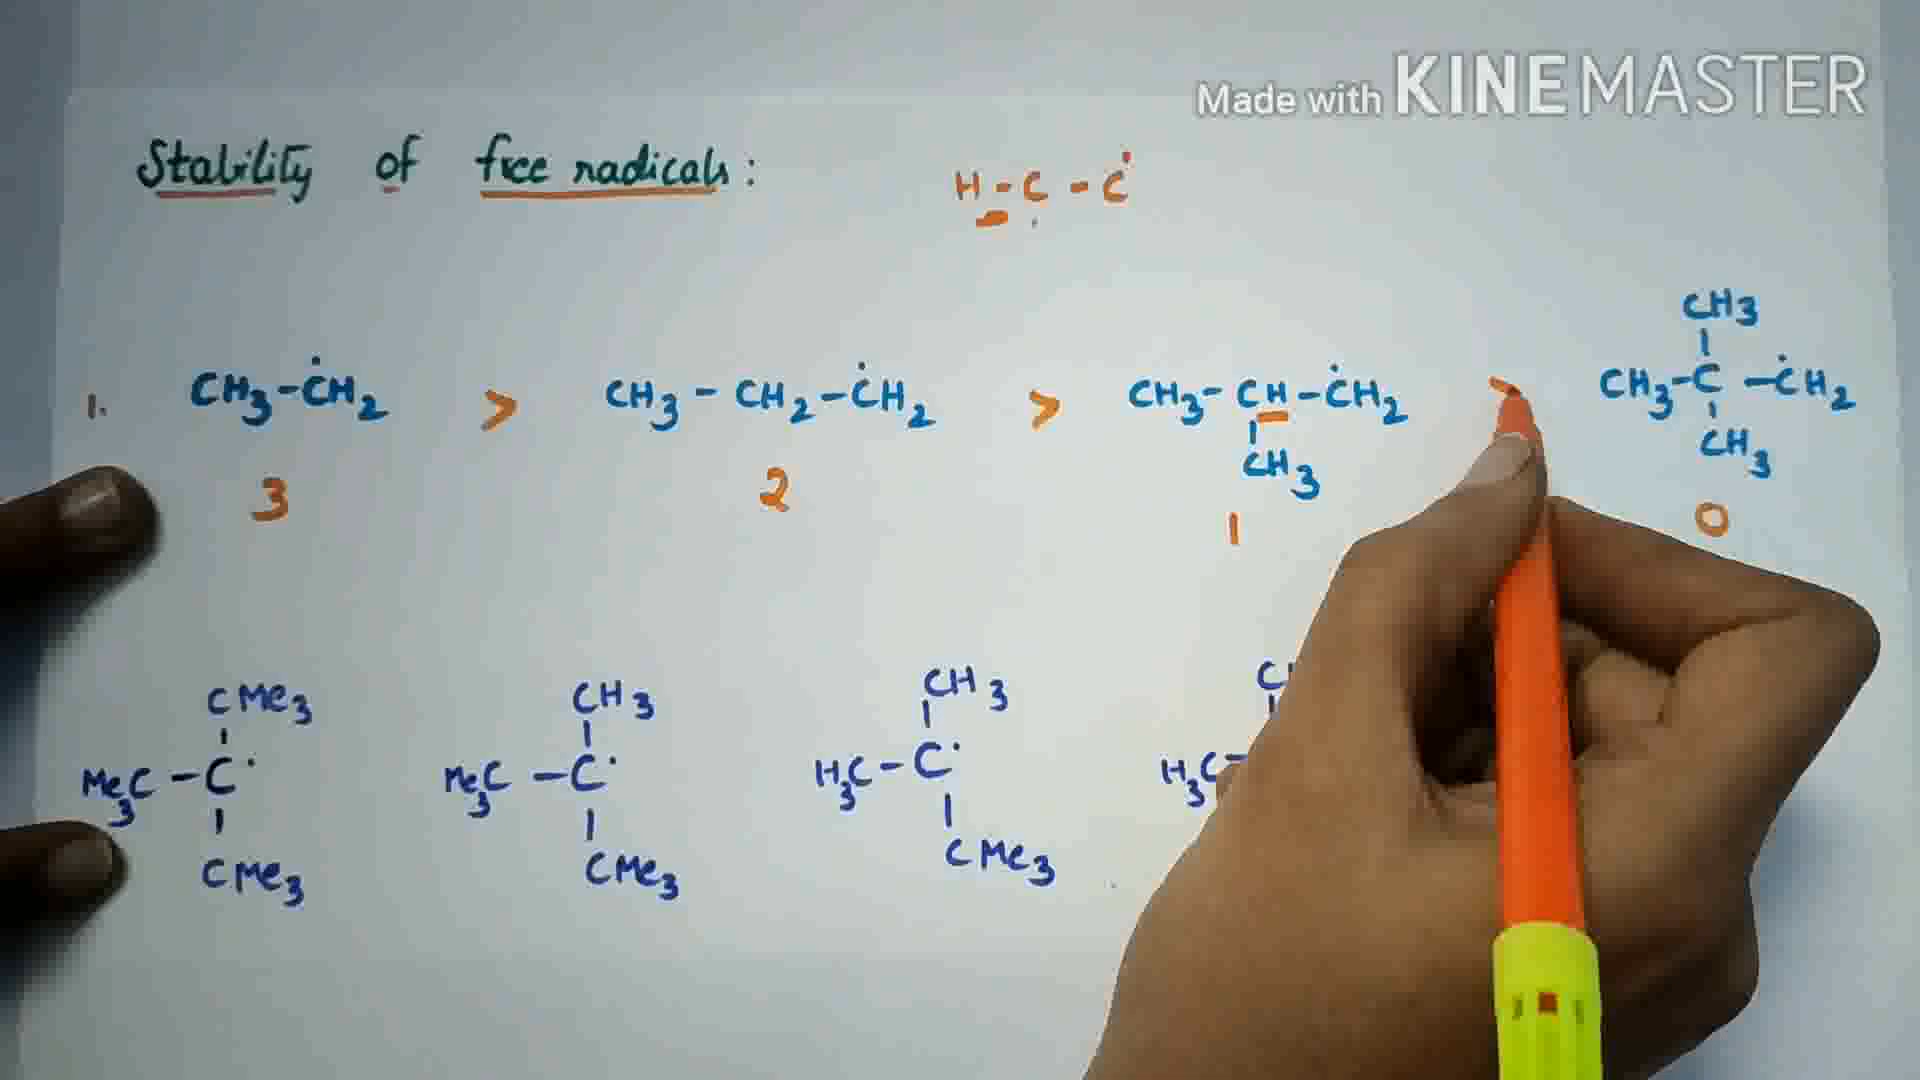 Made with KINEMASTER
Stability of free radicals:
H - C - Ċ
CH3
1. CH3-ĊH2 > CH3 - CH2 -ĊH2 > CH3- CH -ĊH2 > CH3-C -ĊH2
CH3
CH3
3 2 1 0
CMe3 CH3 CH3
Me3C -C· Me3C -C· H3C -C· H3C-
CMe3 CMe3 CMe3